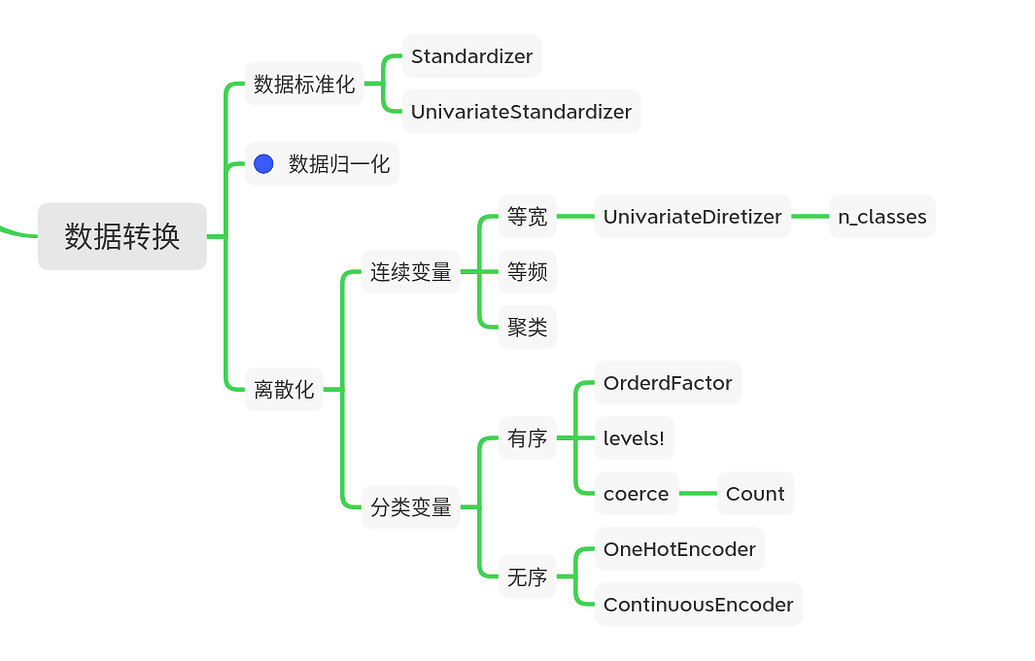 数据转换
数据标准化
Standardizer
UnivariateStandardizer
数据归一化
离散化
连续变量
等宽
UnivariateDiretizer
n_classes
等频
聚类
分类变量
有序
OrderdFactor
levels!
coerce
Count
无序
OneHotEncoder
ContinuousEncoder